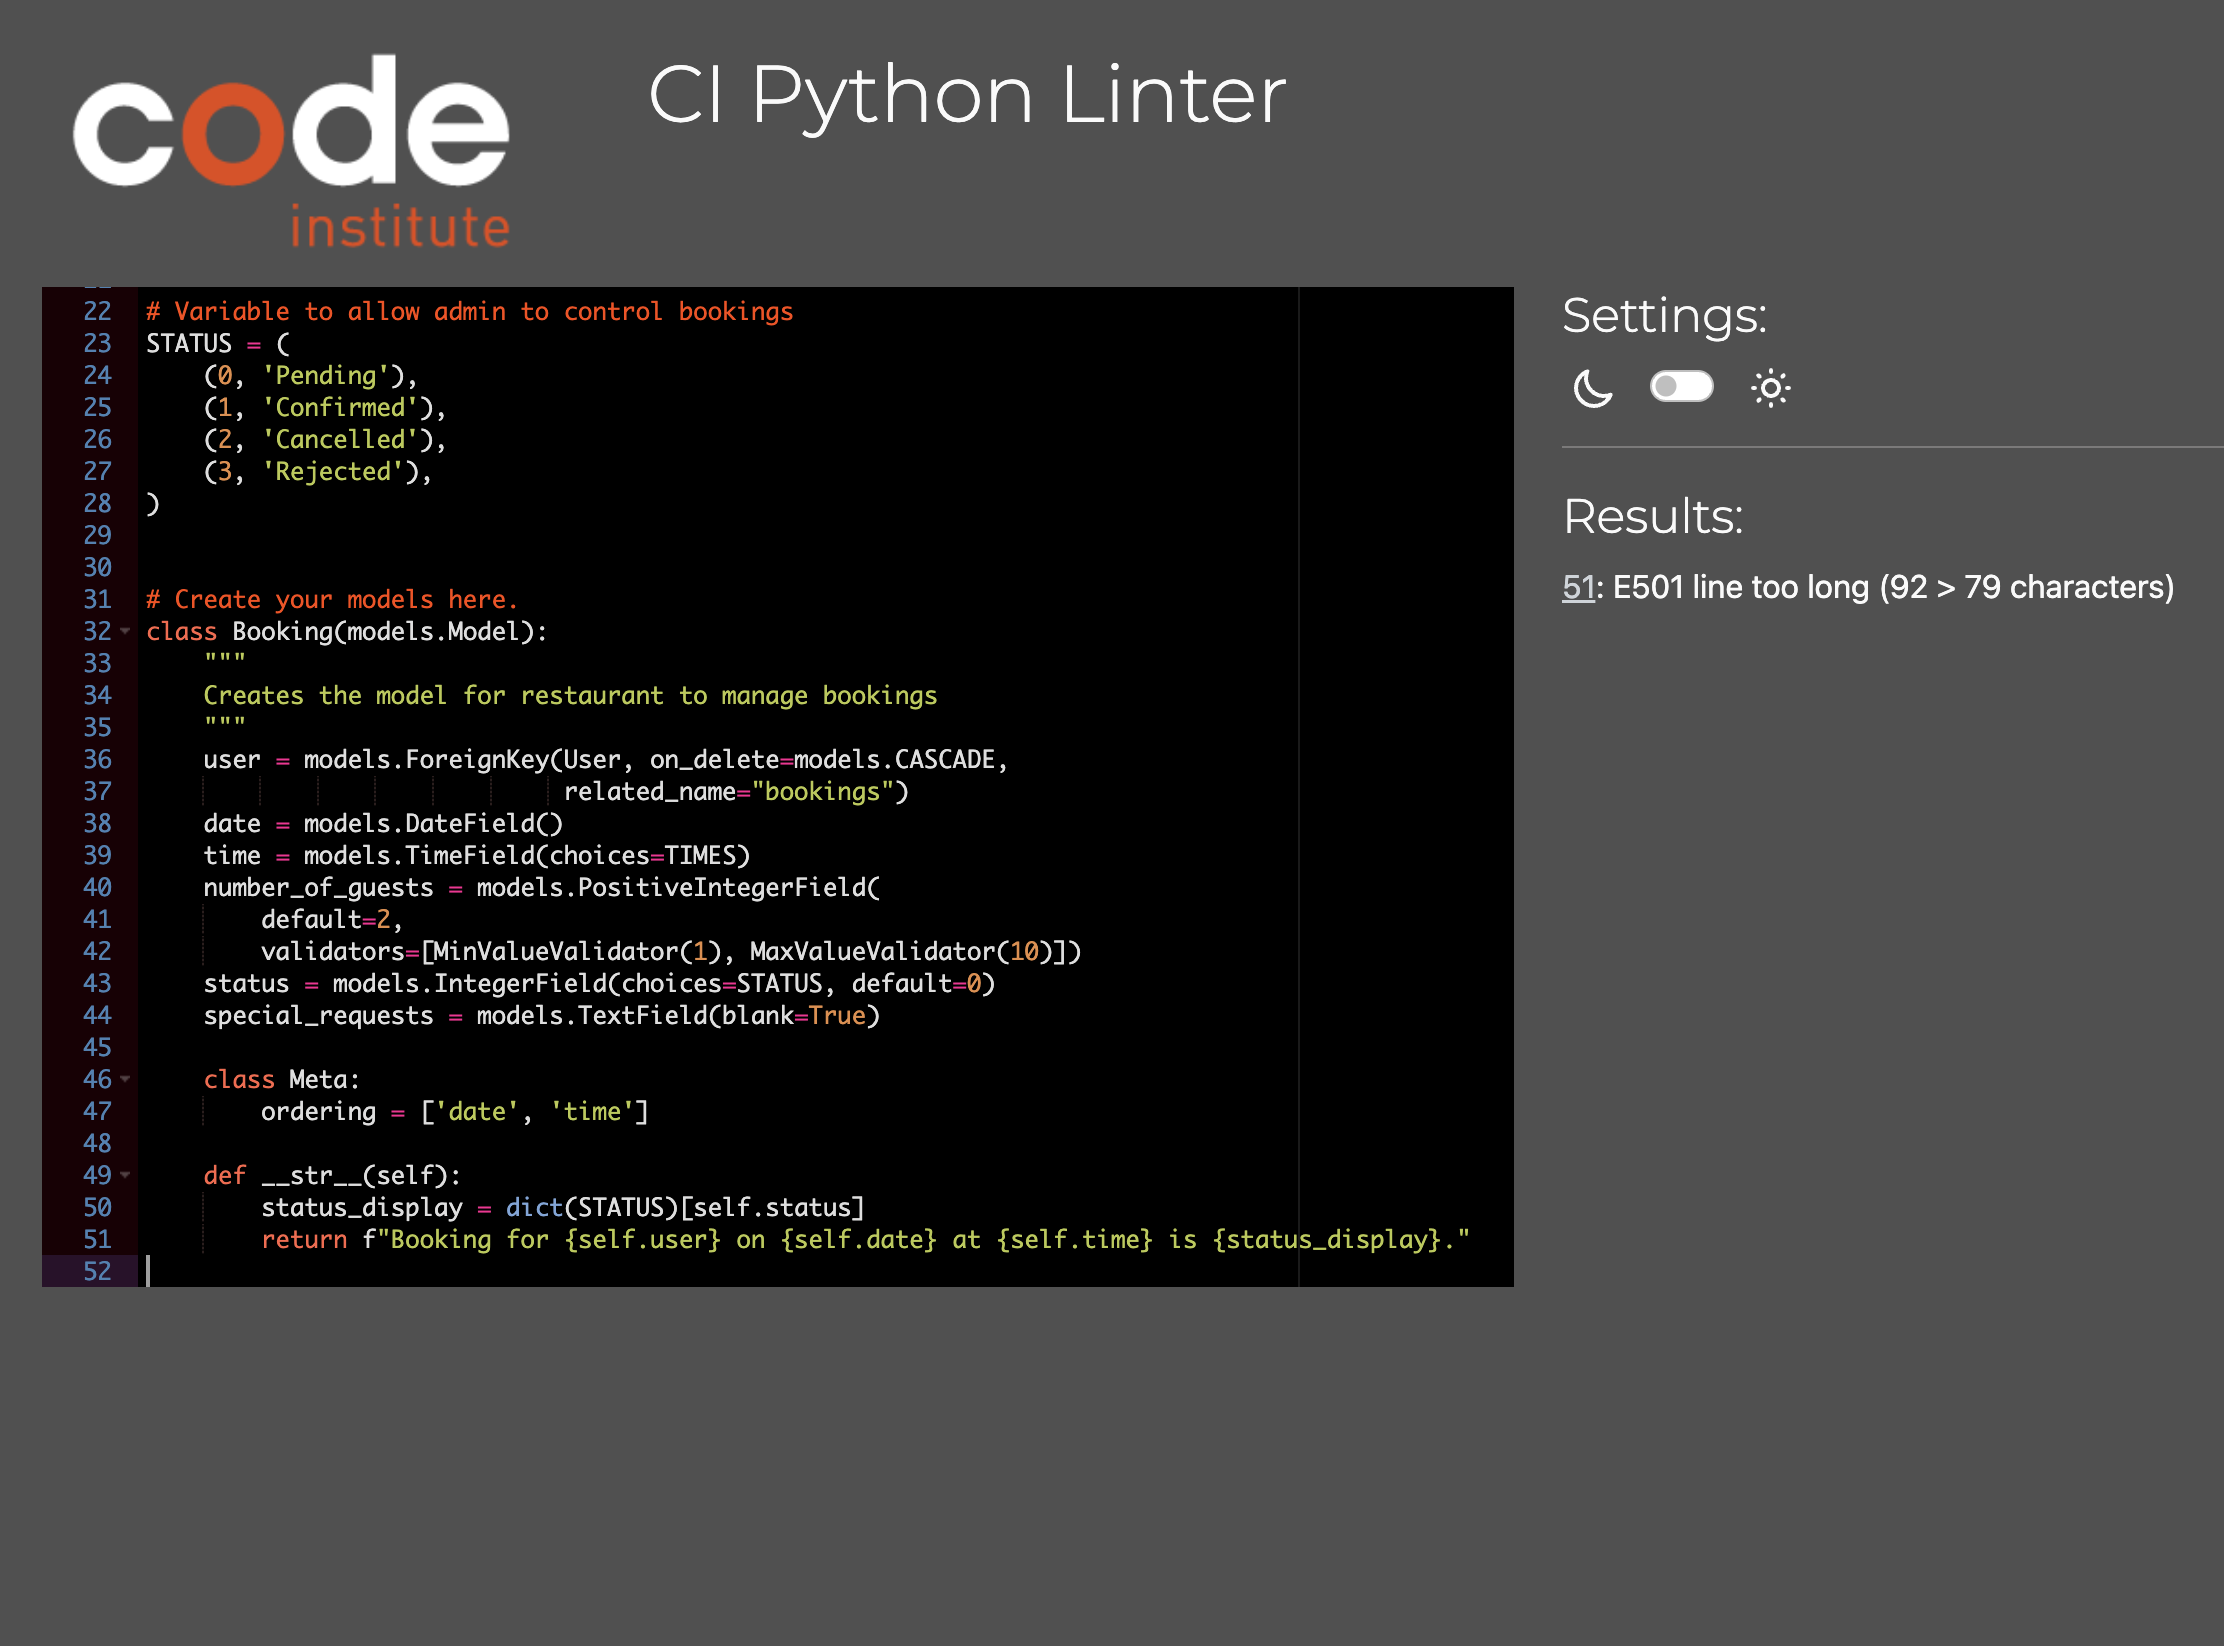 code
institute
CI Python Linter
22 # Variable to allow admin to control bookings
23 STATUS = (
24     (0, 'Pending'),
25     (1, 'Confirmed'),
26     (2, 'Cancelled'),
27     (3, 'Rejected'),
28 )
29
30
31 # Create your models here.
32 class Booking(models.Model):
33     """
34     Creates the model for restaurant to manage bookings
35     """
36     user = models.ForeignKey(User, on_delete=models.CASCADE,
37                              related_name="bookings")
38     date = models.DateField()
39     time = models.TimeField(choices=TIMES)
40     number_of_guests = models.PositiveIntegerField(
41         default=2,
42         validators=[MinValueValidator(1), MaxValueValidator(10)])
43     status = models.IntegerField(choices=STATUS, default=0)
44     special_requests = models.TextField(blank=True)
45
46     class Meta:
47         ordering = ['date', 'time']
48
49     def __str__(self):
50         status_display = dict(STATUS)[self.status]
51         return f"Booking for {self.user} on {self.date} at {self.time} is {status_display}."
52
Settings:
Results:
51: E501 line too long (92 > 79 characters)